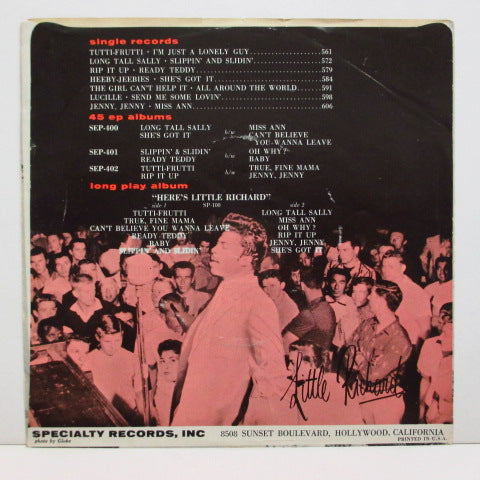 single records
TUTTI-FRUTTI · I'M JUST A LONELY GUY 561
LONG TALL SALLY · SLIPPIN' AND SLIDIN' 572
RIP IT UP · READY TEDDY 579
HEEBY-JEEBIES · SHE'S GOT IT 584
THE GIRL CAN'T HELP IT · ALL AROUND THE WORLD 591
LUCILLE · SEND ME SOME LOVIN' 598
JENNY, JENNY · MISS ANN 606
45 ep albums
SEP-400 LONG TALL SALLY b/w MISS ANN
SHE'S GOT IT CAN'T BELIEVE
YOU WANNA LEAVE
SEP-401 SLIPPIN' & SLIDIN' b/w OH WHY?
READY TEDDY BABY
SEP-402 TUTTI-FRUTTI b/w TRUE, FINE MAMA
RIP IT UP JENNY, JENNY
long play album
"HERE'S LITTLE RICHARD"
side 1 SP-100 side 2
TUTTI-FRUTTI LONG TALL SALLY
TRUE, FINE MAMA MISS ANN
CAN'T BELIEVE YOU WANNA LEAVE OH WHY?
READY TEDDY RIP IT UP
BABY JENNY, JENNY
SLIPPIN' AND SLIDIN' SHE'S GOT IT
Little Richard
SPECIALTY RECORDS, INC 8508 SUNSET BOULEVARD, HOLLYWOOD, CALIFORNIA
photo by Globe PRINTED IN U.S.A.